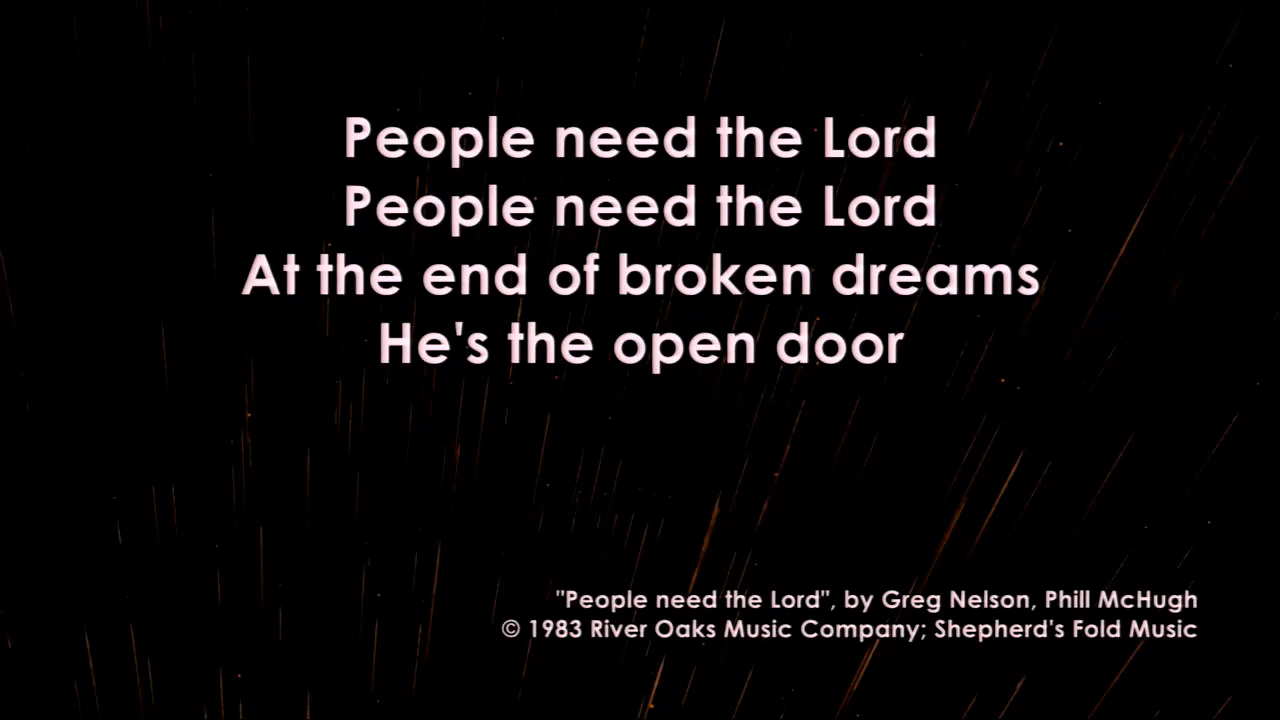 People need the Lord
People need the Lord
At the end of broken dreams
He's the open door
"People need the Lord", by Greg Nelson, Phill McHugh
© 1983 River Oaks Music Company; Shepherd's Fold Music